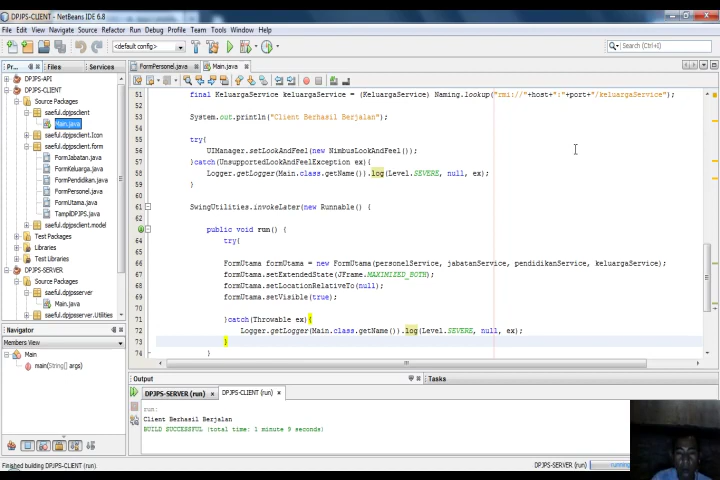 DPJPS-CLIENT - NetBeans IDE 6.8
File Edit View Navigate Source Refactor Run Debug Profile Team Tools Window Help
<default config>
Search (Ctrl+I)
Pr... Files Services
FormPersonel.java Main.java
DPJPS-API
DPJPS-CLIENT
Source Packages
saeful.dpjpsclient
Main.java
saeful.dpjpsclient.Icon
saeful.dpjpsclient.form
FormJabatan.java
FormKeluarga.java
FormPendidikan.java
FormPersonel.java
FormUtama.java
TampilDPJPS.java
saeful.dpjpsclient.model
Test Packages
Libraries
Test Libraries
DPJPS-SERVER
Source Packages
saeful.dpjpsserver
Main.java
saeful.dpjpsserver.Utilities
Navigator
Members View
Main
main(String[] args)
51 final KeluargaService keluargaService = (KeluargaService) Naming.lookup("rmi://"+host+":"+port+"/keluargaService");
52
53 System.out.println("Client Berhasil Berjalan");
54
55 try{
56 UIManager.setLookAndFeel(new NimbusLookAndFeel());
57 }catch(UnsupportedLookAndFeelException ex){
58 Logger.getLogger(Main.class.getName()).log(Level.SEVERE, null, ex);
59 }
60
61 SwingUtilities.invokeLater(new Runnable() {
62
public void run() {
64 try{
65
66 FormUtama formUtama = new FormUtama(personelService, jabatanService, pendidikanService, keluargaService);
67 formUtama.setExtendedState(JFrame.MAXIMIZED_BOTH);
68 formUtama.setLocationRelativeTo(null);
69 formUtama.setVisible(true);
70
71 }catch(Throwable ex){
72 Logger.getLogger(Main.class.getName()).log(Level.SEVERE, null, ex);
73 }
74 }
Output Tasks
DPJPS-SERVER (run) DPJPS-CLIENT (run)
run:
Client Berhasil Berjalan
BUILD SUCCESSFUL (total time: 1 minute 9 seconds)
Finished building DPJPS-CLIENT (run)
DPJPS-SERVER (run)